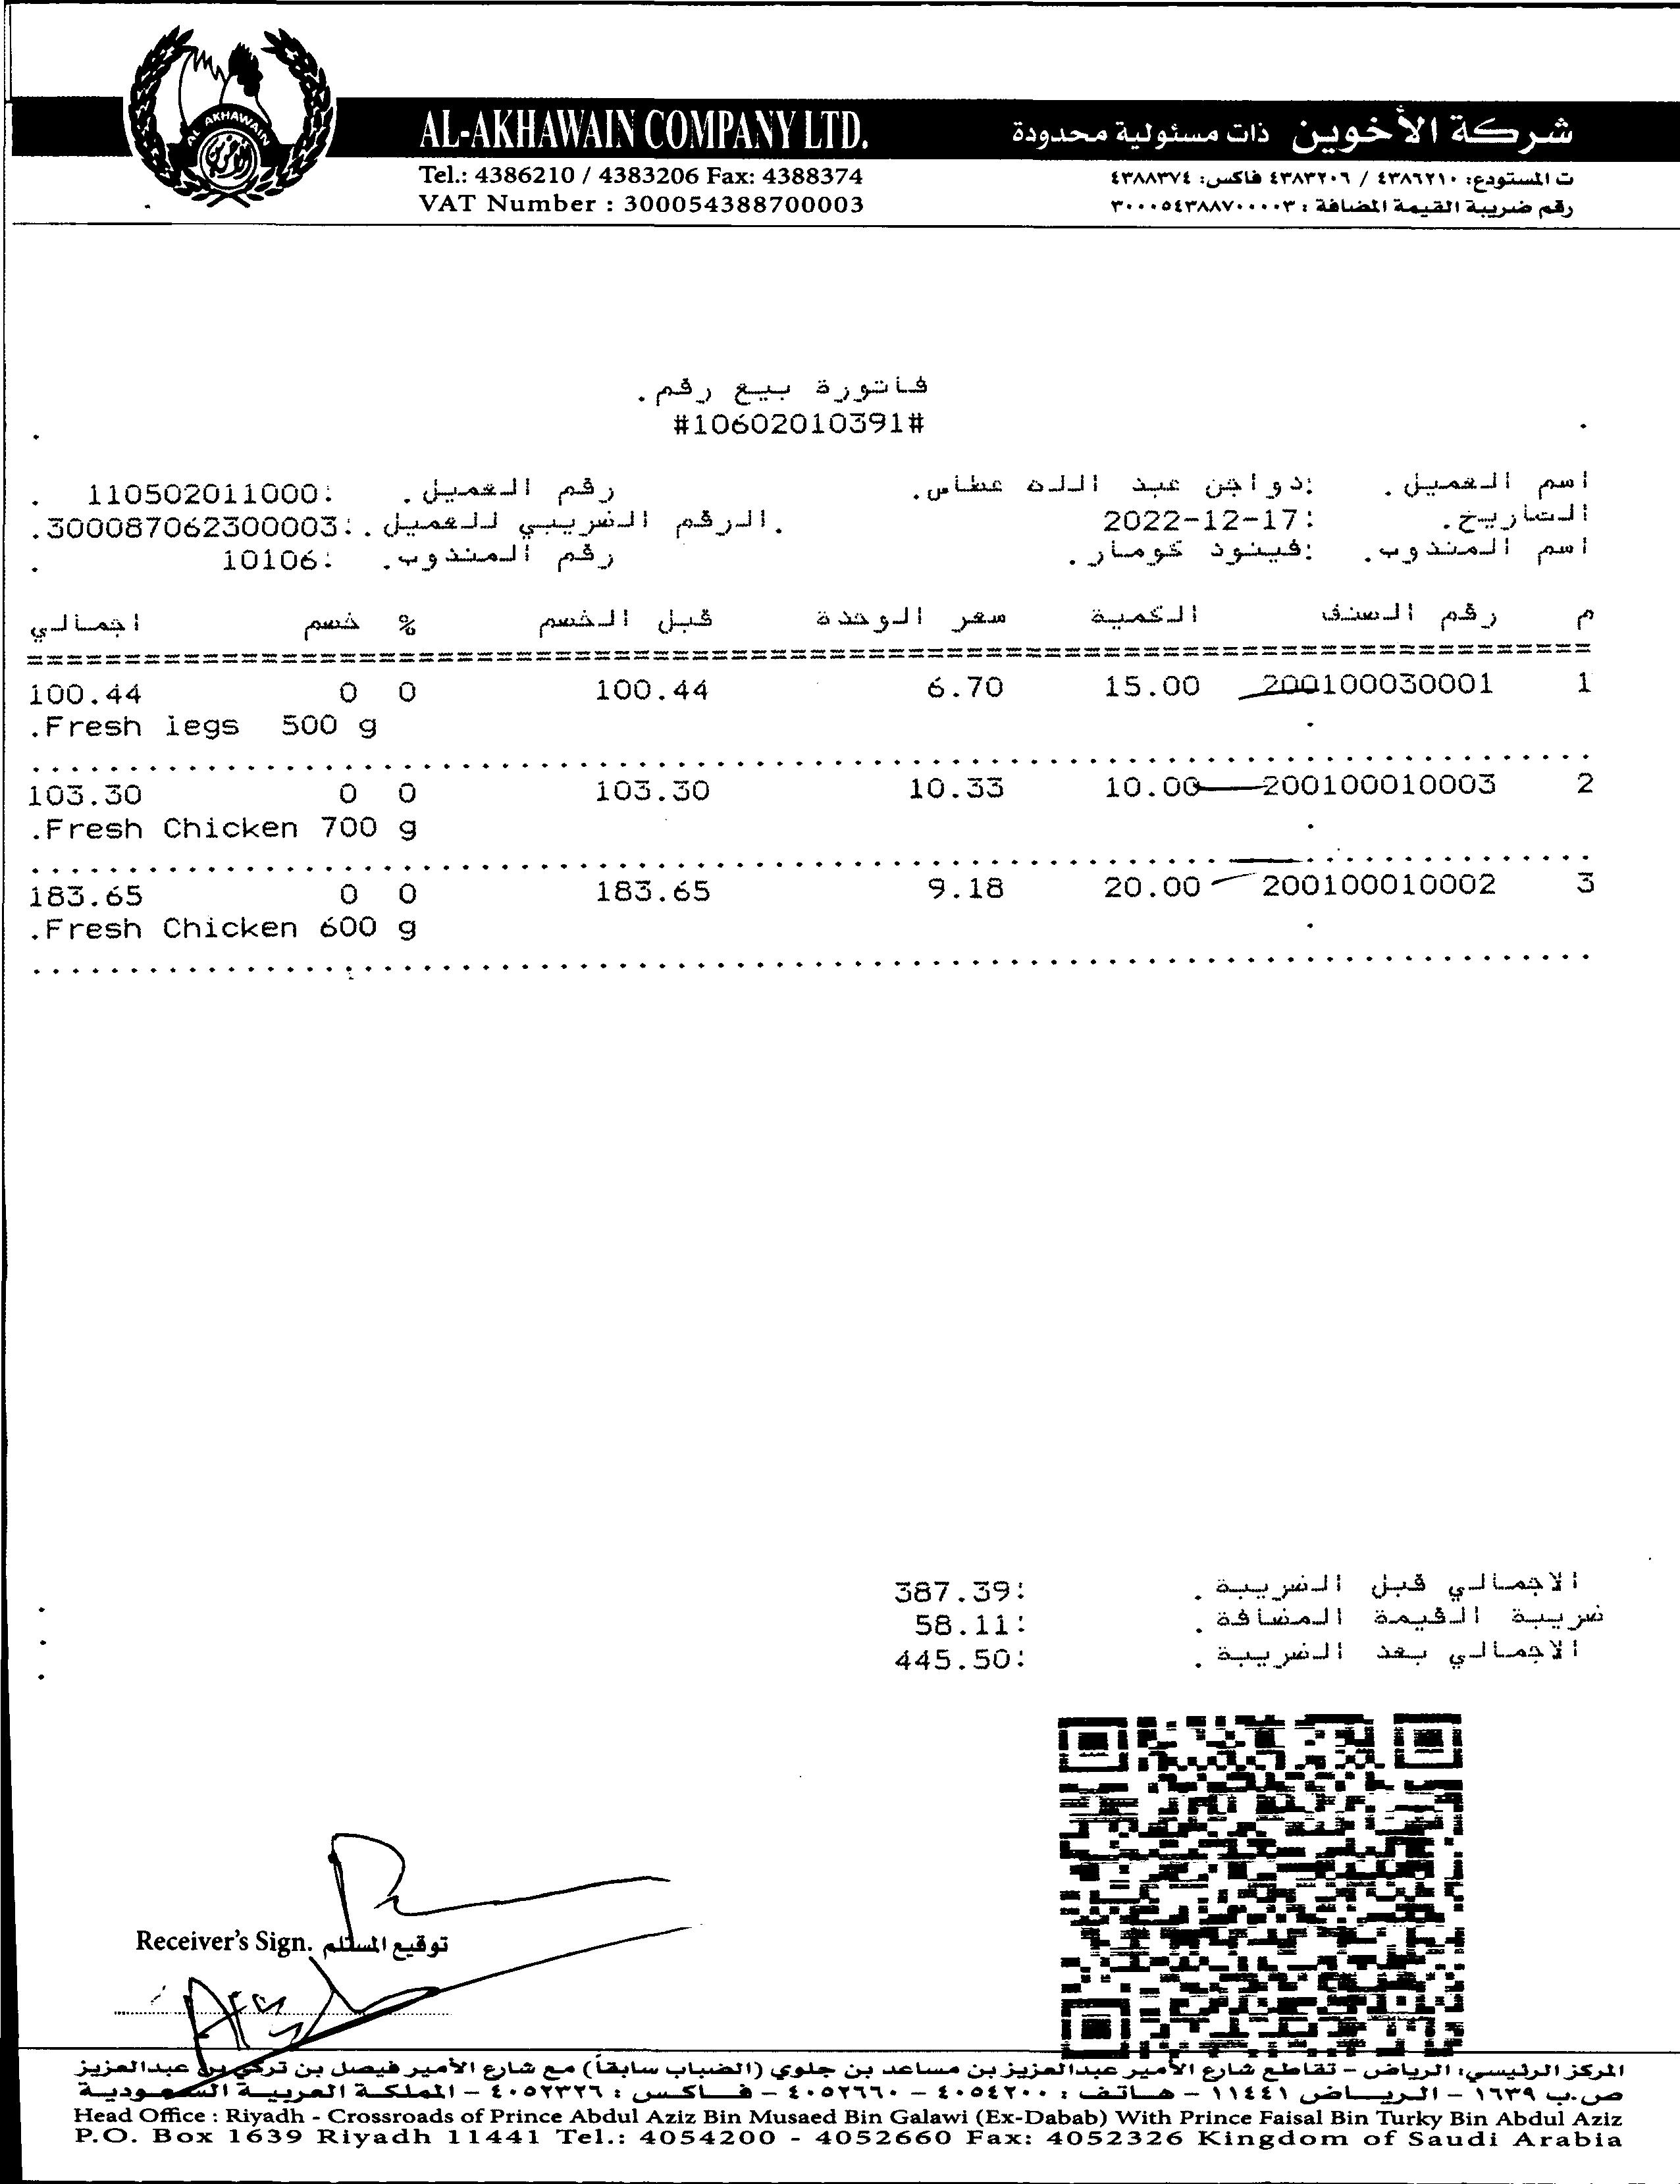 AL AKHAWAIN
AL-AKHAWAIN COMPANY LTD.
شركة الأخوين ذات مسئولية محدودة
Tel.: 4386210 / 4383206 Fax: 4388374
ت المستودع: ٤٣٨٦٢١٠ / ٤٣٨٣٢٠٦ فاكس: ٤٣٨٨٣٧٤
VAT Number : 300054388700003
رقم ضريبة القيمة المضافة : ٣٠٠٠٥٤٣٨٨٧٠٠٠٠٣
فاتورة بيع رقم.
#10602010391#
اسم العميل. :دواجن عبد الله عطاس. رقم العميل. :110502011000
التاريخ. :2022-12-17 .الرقم الضريبي للعميل.:300087062300003.
اسم المندوب. :فينود كومار. رقم المندوب. :10106
م رقم الصنف الكمية سعر الوحدة قبل الخصم % خصم اجمالي
1 200100030001 15.00 6.70 100.44 0 0 100.44
.Fresh legs 500 g
2 200100010003 10.00 10.33 103.30 0 0 103.30
.Fresh Chicken 700 g
3 200100010002 20.00 9.18 183.65 0 0 183.65
.Fresh Chicken 600 g
الاجمالي قبل الضريبة. :387.39
ضريبة القيمة المضافة. :58.11
الاجمالي بعد الضريبة. :445.50
Receiver's Sign. توقيع المستلم
المركز الرئيسي: الرياض - تقاطع شارع الأمير عبدالعزيز بن مساعد بن جلوي (الضباب سابقاً) مع شارع الأمير فيصل بن تركي بن عبدالعزيز
ص.ب ١٦٣٩ - الرياض ١١٤٤١ - هاتف : ٤٠٥٤٢٠٠ - ٤٠٥٢٦٦٠ - فاكس : ٤٠٥٢٣٢٦ - المملكة العربية السعودية
Head Office : Riyadh - Crossroads of Prince Abdul Aziz Bin Musaed Bin Galawi (Ex-Dabab) With Prince Faisal Bin Turky Bin Abdul Aziz
P.O. Box 1639 Riyadh 11441 Tel.: 4054200 - 4052660 Fax: 4052326 Kingdom of Saudi Arabia